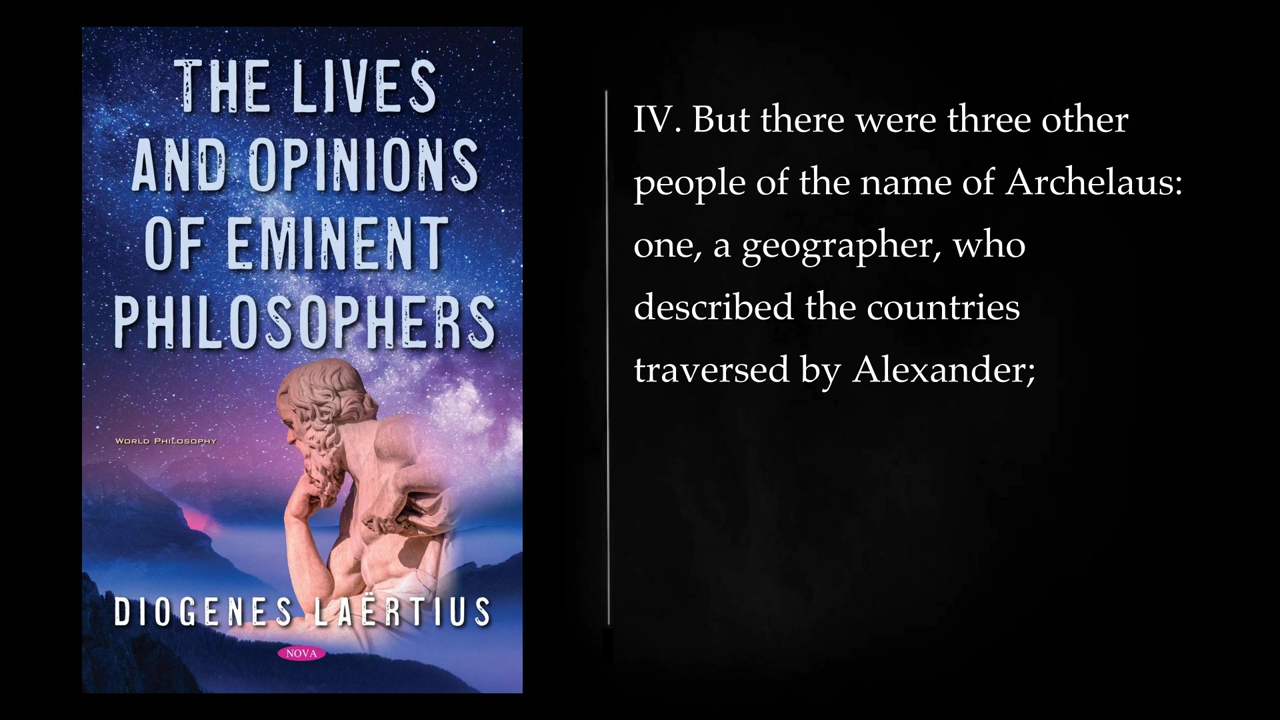 THE LIVES
AND OPINIONS
OF EMINENT
PHILOSOPHERS
WORLD PHILOSOPHY
DIOGENES LAËRTIUS
NOVA
IV. But there were three other
people of the name of Archelaus:
one, a geographer, who
described the countries
traversed by Alexander;